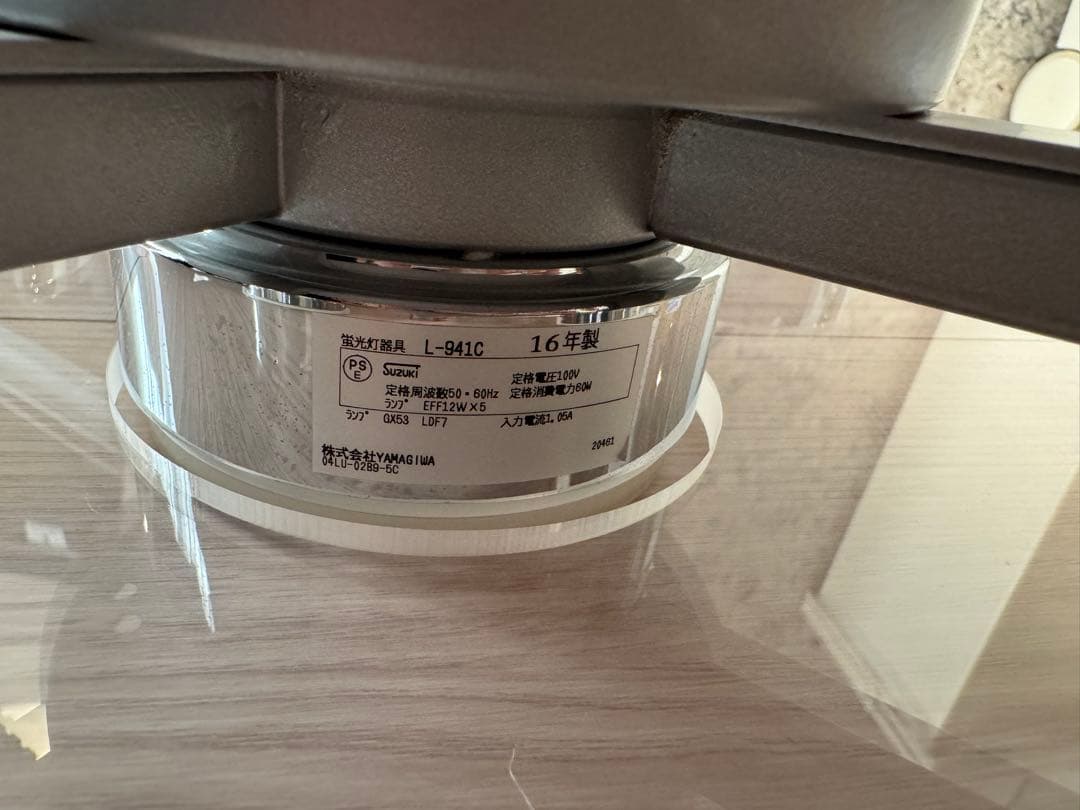 蛍光灯器具 L-941C 16年製
PS E SUZUKI 定格電圧100V
定格周波数50・60Hz 定格消費電力60W
ランプ EFF12W×5
ランプ GX53 LDF7 入力電流1.05A
20461
株式会社YAMAGIWA
04LU-02B9-5C